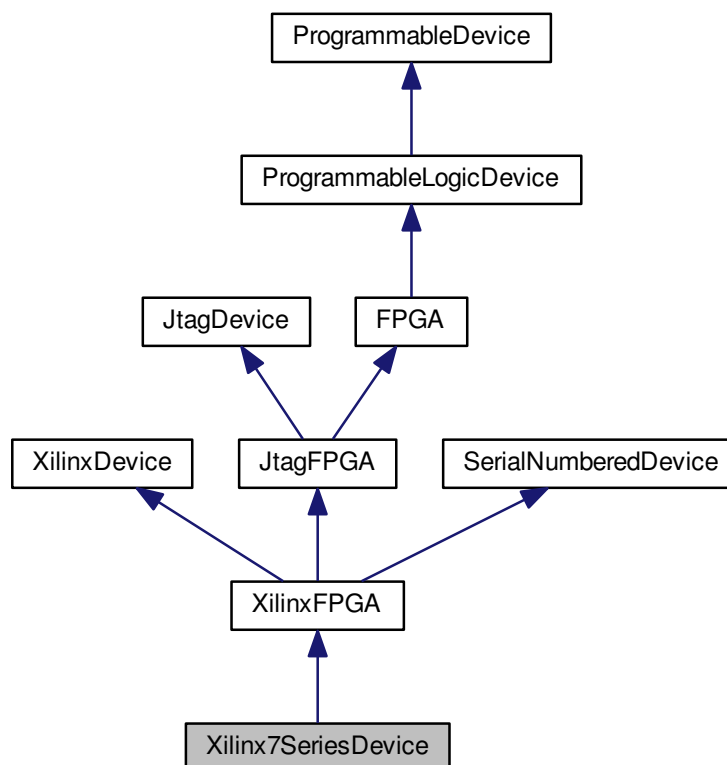 ProgrammableDevice
ProgrammableLogicDevice
JtagDevice
FPGA
XilinxDevice
JtagFPGA
SerialNumberedDevice
XilinxFPGA
Xilinx7SeriesDevice